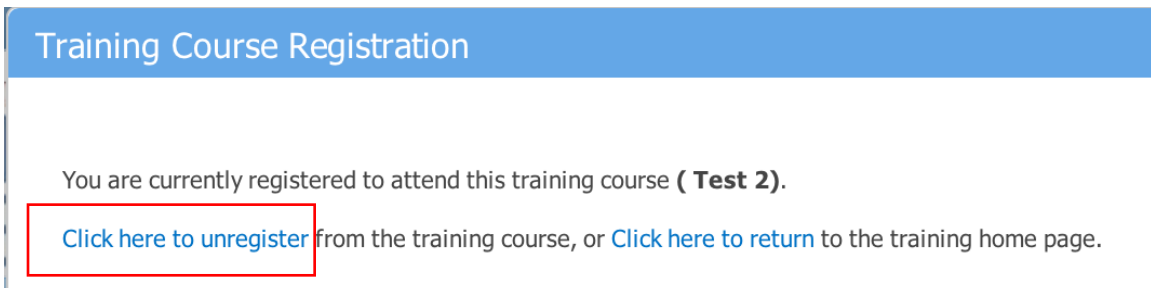 Training Course Registration
You are currently registered to attend this training course ( Test 2).
Click here to unregister from the training course, or Click here to return to the training home page.